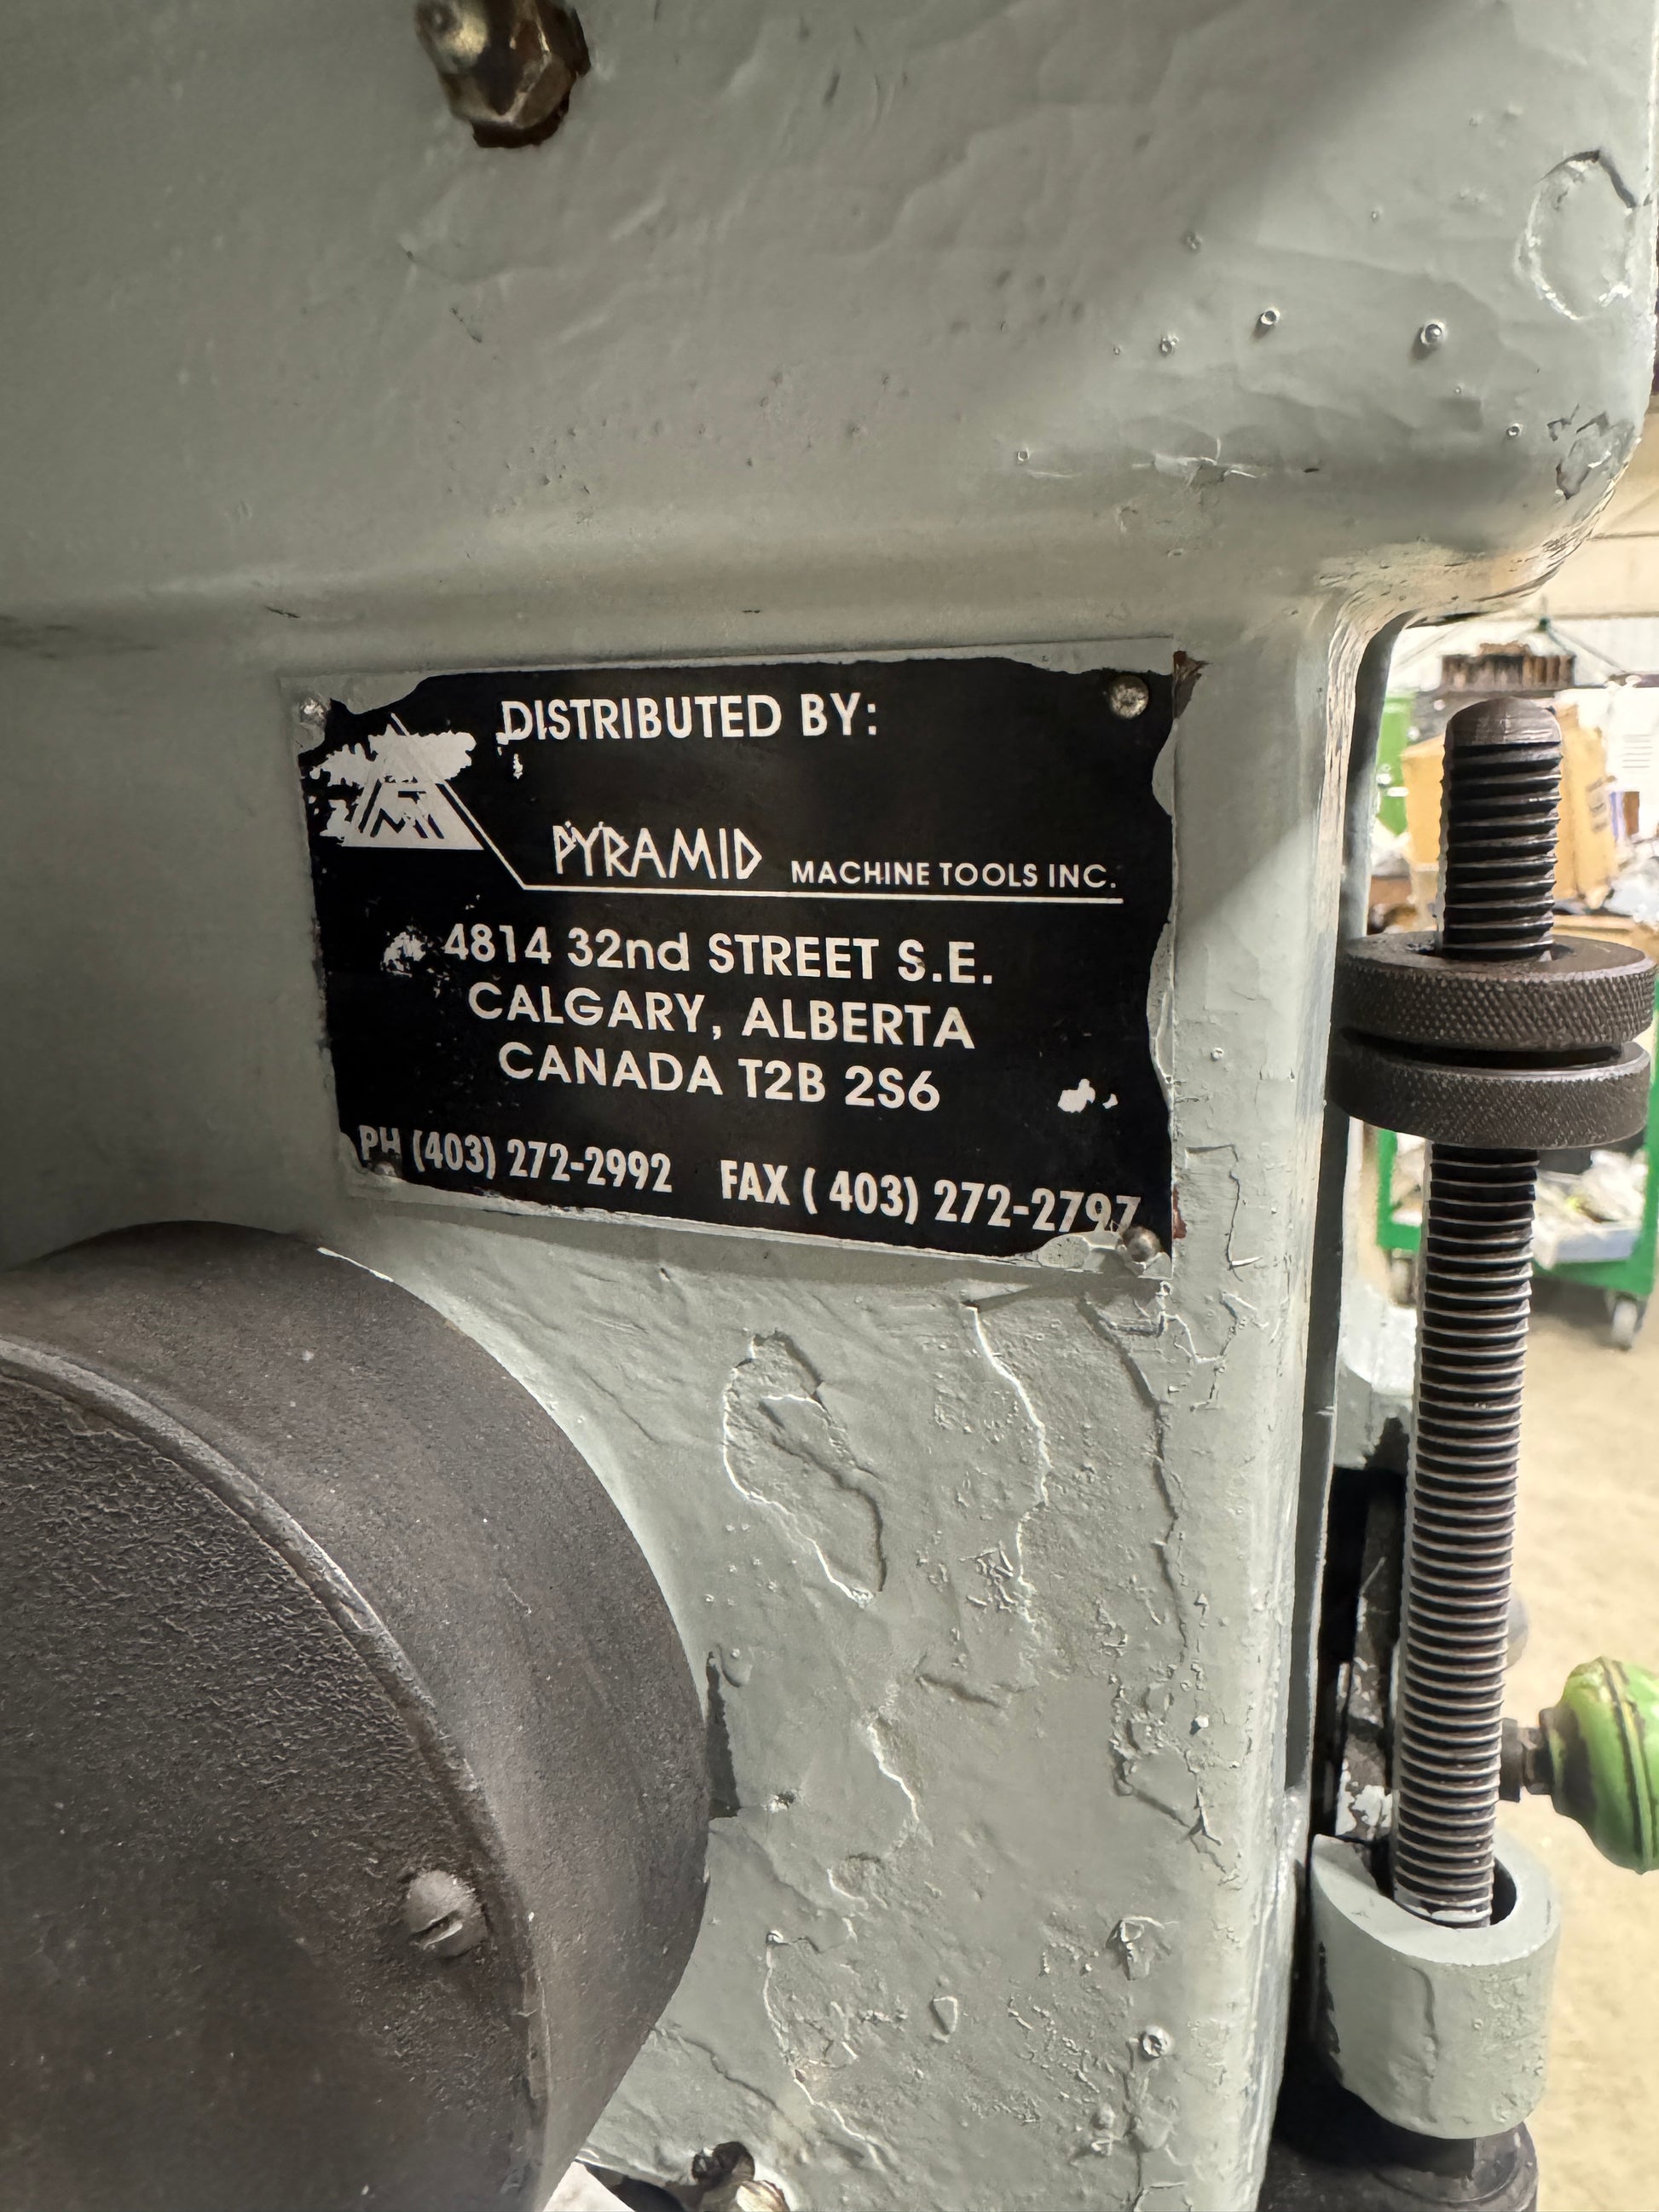 DISTRIBUTED BY:
PYRAMID MACHINE TOOLS INC.
4814 32nd STREET S.E.
CALGARY, ALBERTA
CANADA T2B 2S6
PH (403) 272-2992 FAX ( 403) 272-2797